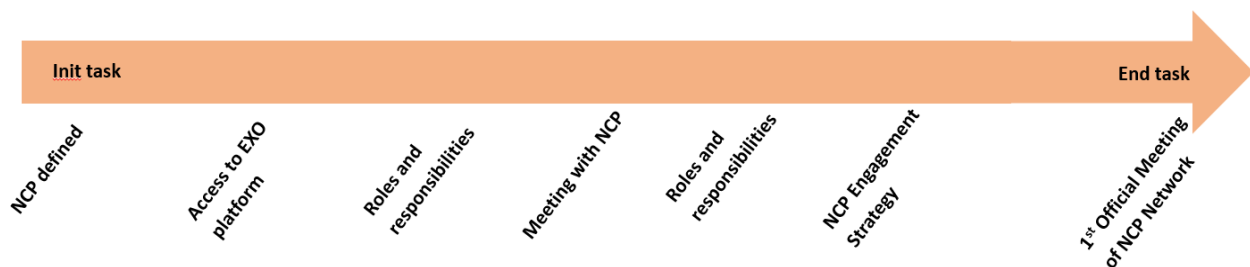 Init task
End task
NCP defined
Access to EXO
platform
Roles and
responsibilities
Meeting with NCP
Roles and
responsibilities
NCP Engagement
Strategy
1st Official Meeting
of NCP Network